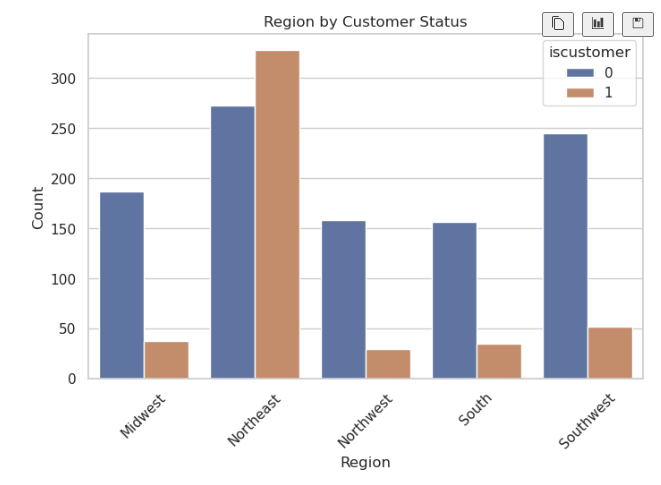 Region by Customer Status
iscustomer
0
1
Count
300
250
200
150
100
50
0
Midwest
Northeast
Northwest
South
Southwest
Region